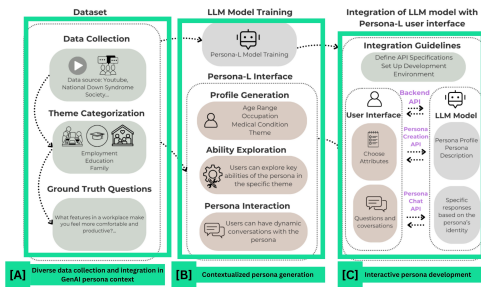 Dataset
Data Collection
Data source: Youtube,
National Down Syndrome
Society...
Theme Categorization
Employment
Education
Family
Ground Truth Questions
What features in a workplace make
you feel more comfortable and
productive?...
[A] Diverse data collection and integration in
GenAI persona context
LLM Model Training
Persona-L Model Training
Persona-L Interface
Profile Generation
Age Range
Occupation
Medical Condition
Theme
Ability Exploration
Users can explore key
abilities of the persona in
the specific theme
Persona Interaction
Users can have dynamic
conversations with the
persona
[B] Contextualized persona generation
Integration of LLM model with
Persona-L user interface
Integration Guidelines
Define API Specifications
Set Up Development
Environment
Backend
API
User Interface
LLM Model
Persona
Creation
API
Choose
Attributes
Persona Profile
Persona
Description
Persona
Chat
API
Questions and
coversations
Specific
responses
based on the
persona's
identity
[C] Interactive persona development